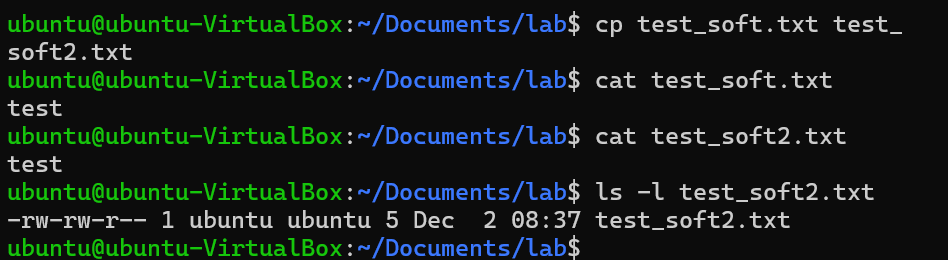 ubuntu@ubuntu-VirtualBox:~/Documents/lab$ cp test_soft.txt test_
soft2.txt
ubuntu@ubuntu-VirtualBox:~/Documents/lab$ cat test_soft.txt
test
ubuntu@ubuntu-VirtualBox:~/Documents/lab$ cat test_soft2.txt
test
ubuntu@ubuntu-VirtualBox:~/Documents/lab$ ls -l test_soft2.txt
-rw-rw-r-- 1 ubuntu ubuntu 5 Dec  2 08:37 test_soft2.txt
ubuntu@ubuntu-VirtualBox:~/Documents/lab$